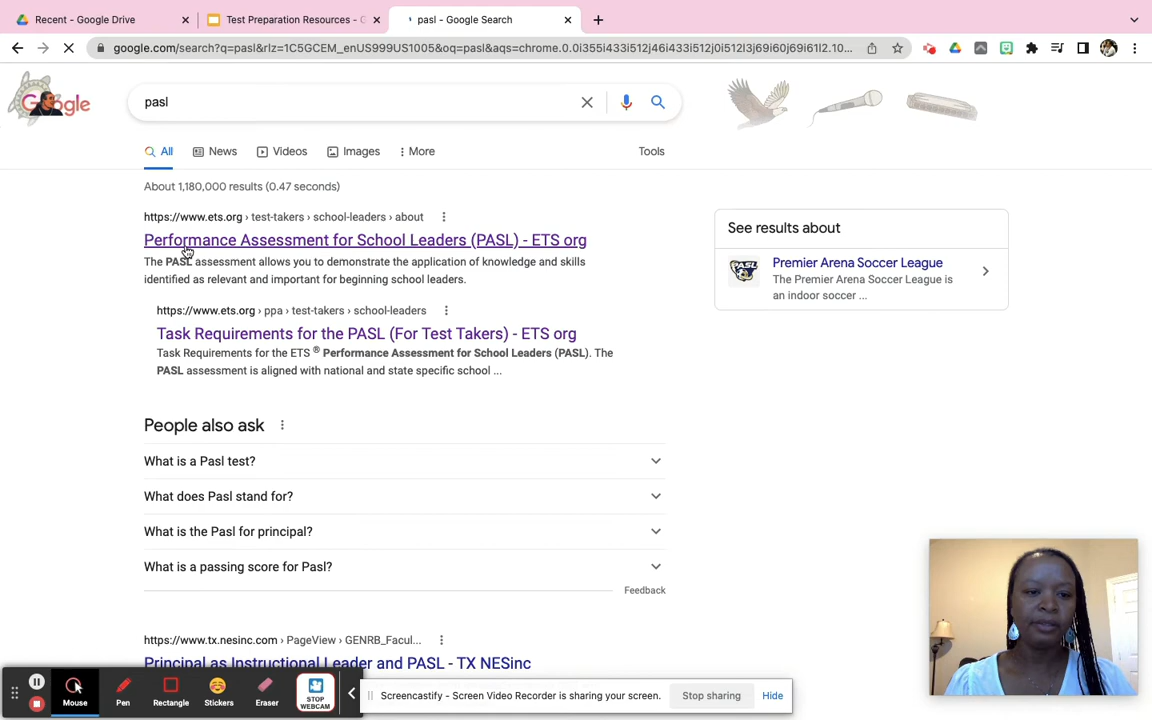 Recent - Google Drive
Test Preparation Resources - G
pasl - Google Search
google.com/search?q=pasl&rlz=1C5GCEM_enUS999US1005&oq=pasl&aqs=chrome.0.0i355i433i512j46i433i512j0i512l3j69i60j69i61l2.10...
Google
pasl
All
News
Videos
Images
More
Tools
About 1,180,000 results (0.47 seconds)
https://www.ets.org › test-takers › school-leaders › about
Performance Assessment for School Leaders (PASL) - ETS org
The PASL assessment allows you to demonstrate the application of knowledge and skills
identified as relevant and important for beginning school leaders.
https://www.ets.org › ppa › test-takers › school-leaders
Task Requirements for the PASL (For Test Takers) - ETS org
Task Requirements for the ETS ® Performance Assessment for School Leaders (PASL). The
PASL assessment is aligned with national and state specific school ...
See results about
PASL
Premier Arena Soccer League
The Premier Arena Soccer League is
an indoor soccer ...
People also ask
What is a Pasl test?
What does Pasl stand for?
What is the Pasl for principal?
What is a passing score for Pasl?
Feedback
https://www.tx.nesinc.com › PageView › GENRB_Facul...
Principal as Instructional Leader and PASL - TX NESinc
Mouse
Pen
Rectangle
Stickers
Eraser
STOP
WEBCAM
Screencastify - Screen Video Recorder is sharing your screen.
Stop sharing
Hide